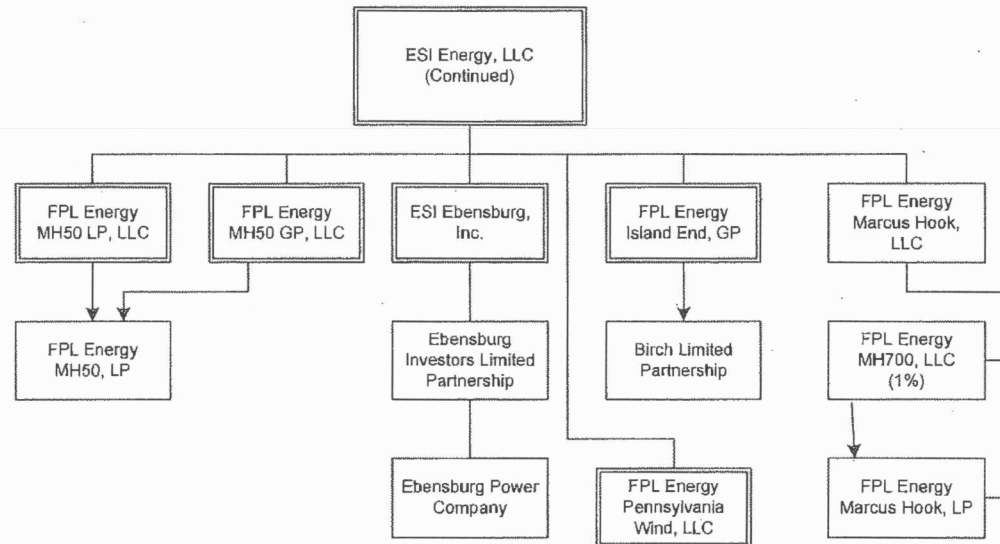 ESI Energy, LLC
(Continued)
FPL Energy
MH50 LP, LLC
FPL Energy
MH50 GP, LLC
ESI Ebensburg,
Inc.
FPL Energy
Island End, GP
FPL Energy
Marcus Hook,
LLC
FPL Energy
MH50, LP
Ebensburg
Investors Limited
Partnership
Birch Limited
Partnership
FPL Energy
MH700, LLC
(1%)
Ebensburg Power
Company
FPL Energy
Pennsylvania
Wind, LLC
FPL Energy
Marcus Hook, LP